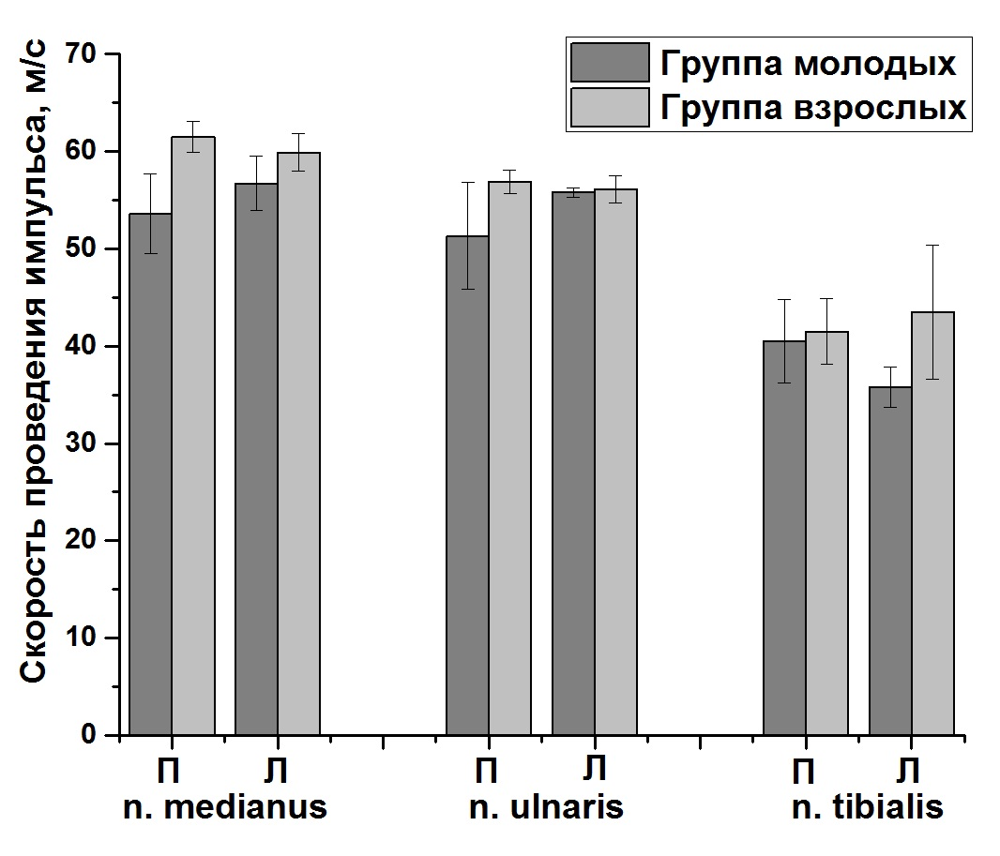 Скорость проведения импульса, м/с
70
60
50
40
30
20
10
0
Группа молодых
Группа взрослых
П Л П Л П Л
n. medianus n. ulnaris n. tibialis